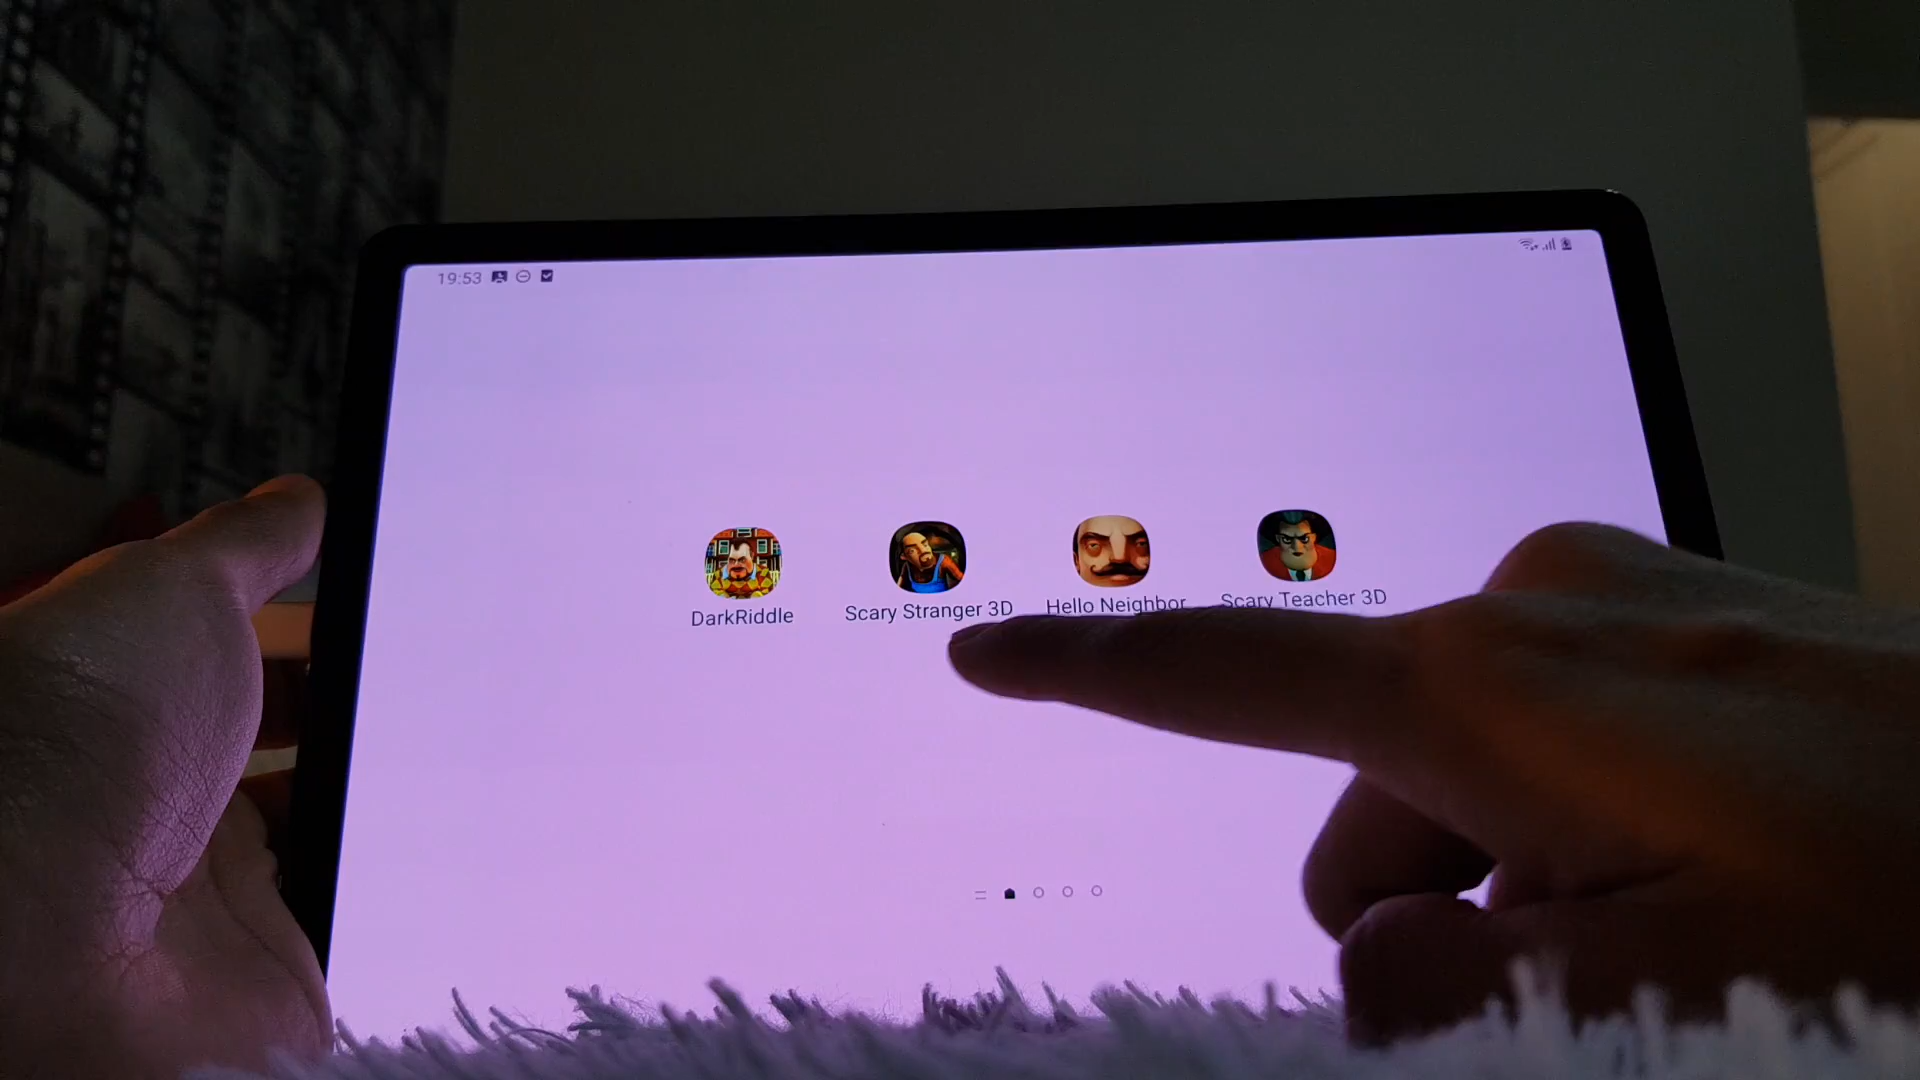 19:53
DarkRiddle
Scary Stranger 3D
Hello Neighbor
Scary Teacher 3D